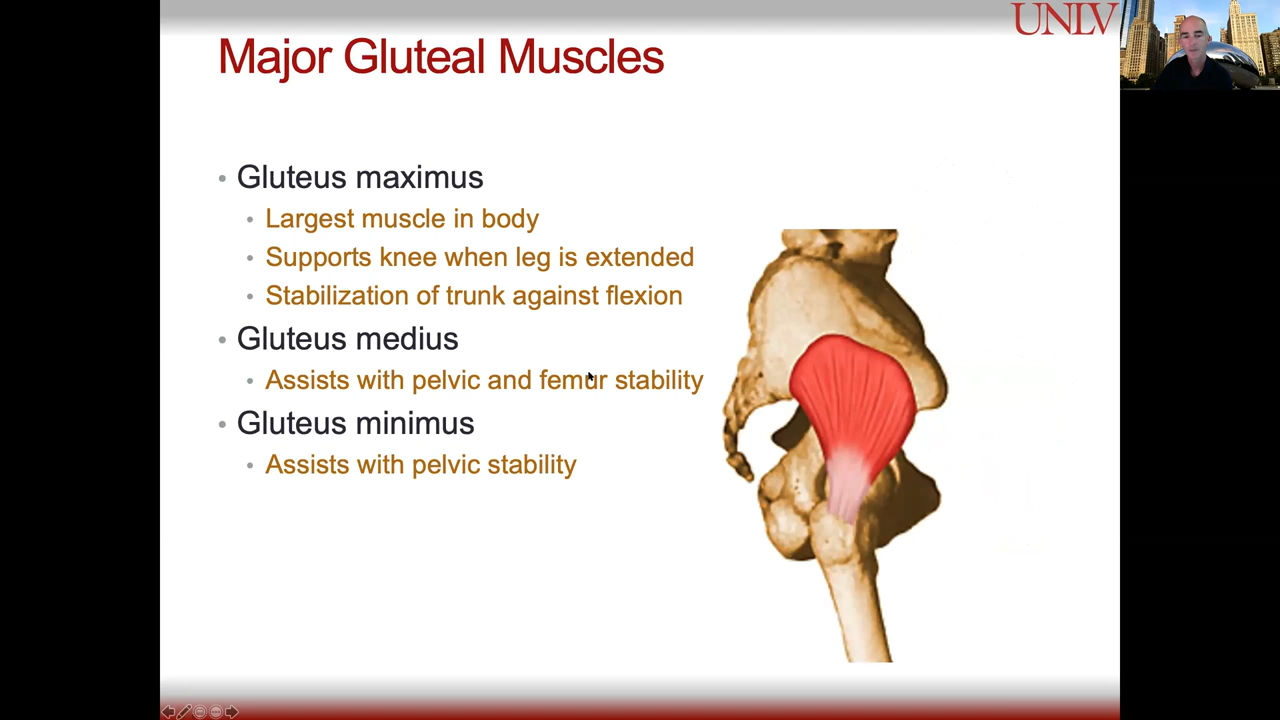 UNLV
Major Gluteal Muscles
• Gluteus maximus
• Largest muscle in body
• Supports knee when leg is extended
• Stabilization of trunk against flexion
• Gluteus medius
• Assists with pelvic and femur stability
• Gluteus minimus
• Assists with pelvic stability